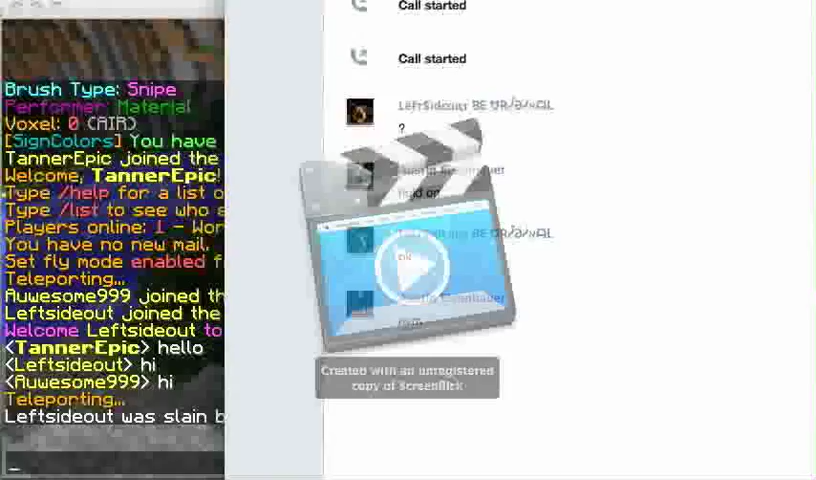 Brush Type: Snipe
Performer: Material
Voxel: 0 (AIR)
[SignColors] You have
TannerEpic joined the
Welcome, TannerEpic!
Type /help for a list o
Type /list to see who
Players online: 1 - Wor
You have no new mail.
Set fly mode enabled f
Teleporting...
Auwesome999 joined th
Leftsideout joined the
Welcome Leftsideout to
<TannerEpic> hello
<Leftsideout> hi
<Auwesome999> hi
Teleporting...
Leftsideout was slain b
_
Call started
Call started
?
hold on
ok
Created with an unregistered
copy of ScreenFlick